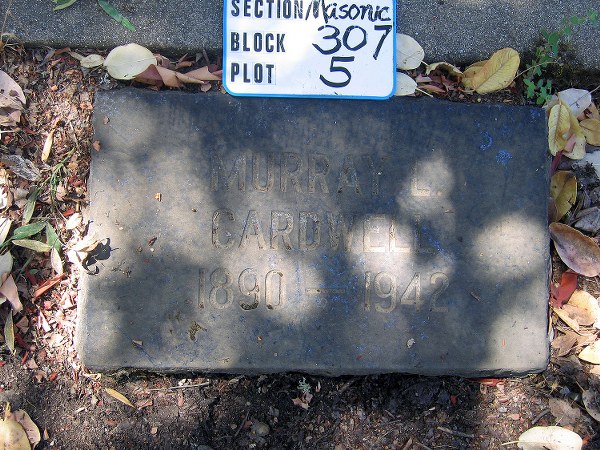 SECTION/Masonic
BLOCK 307
PLOT 5
MURRAY L.
CARDWELL
1890 — 1942